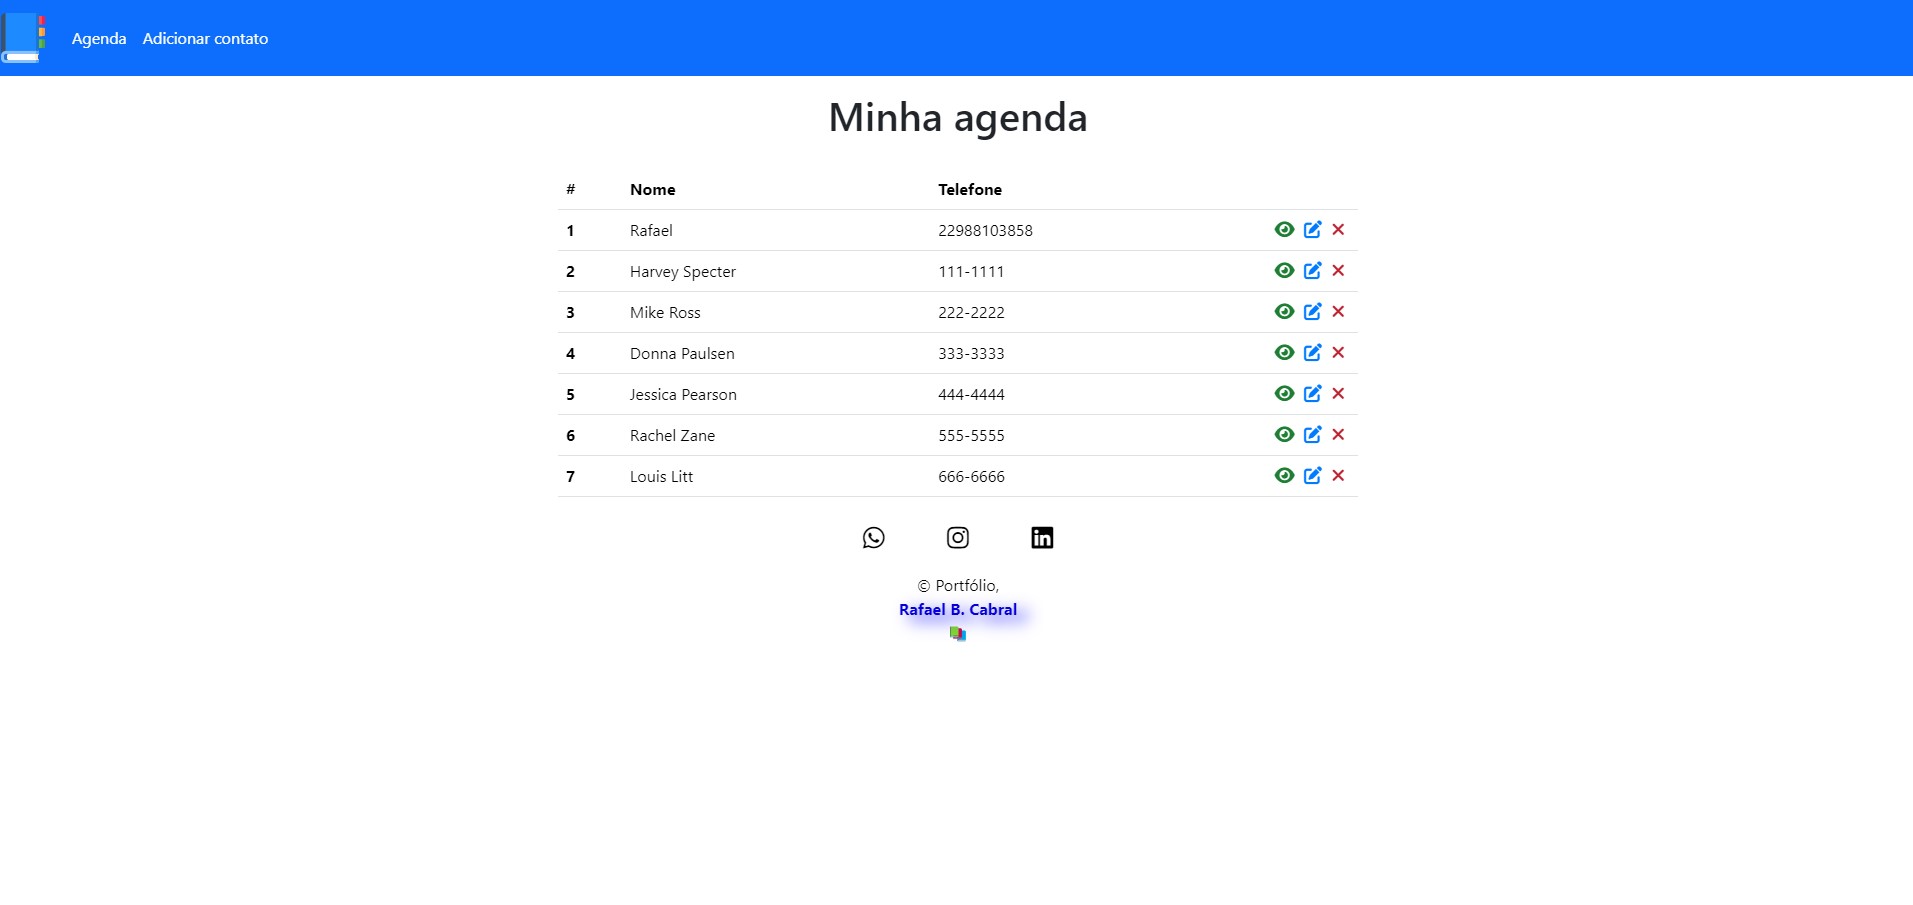 Agenda Adicionar contato
Minha agenda
# Nome Telefone
1 Rafael 22988103858
2 Harvey Specter 111-1111
3 Mike Ross 222-2222
4 Donna Paulsen 333-3333
5 Jessica Pearson 444-4444
6 Rachel Zane 555-5555
7 Louis Litt 666-6666
© Portfólio,
Rafael B. Cabral